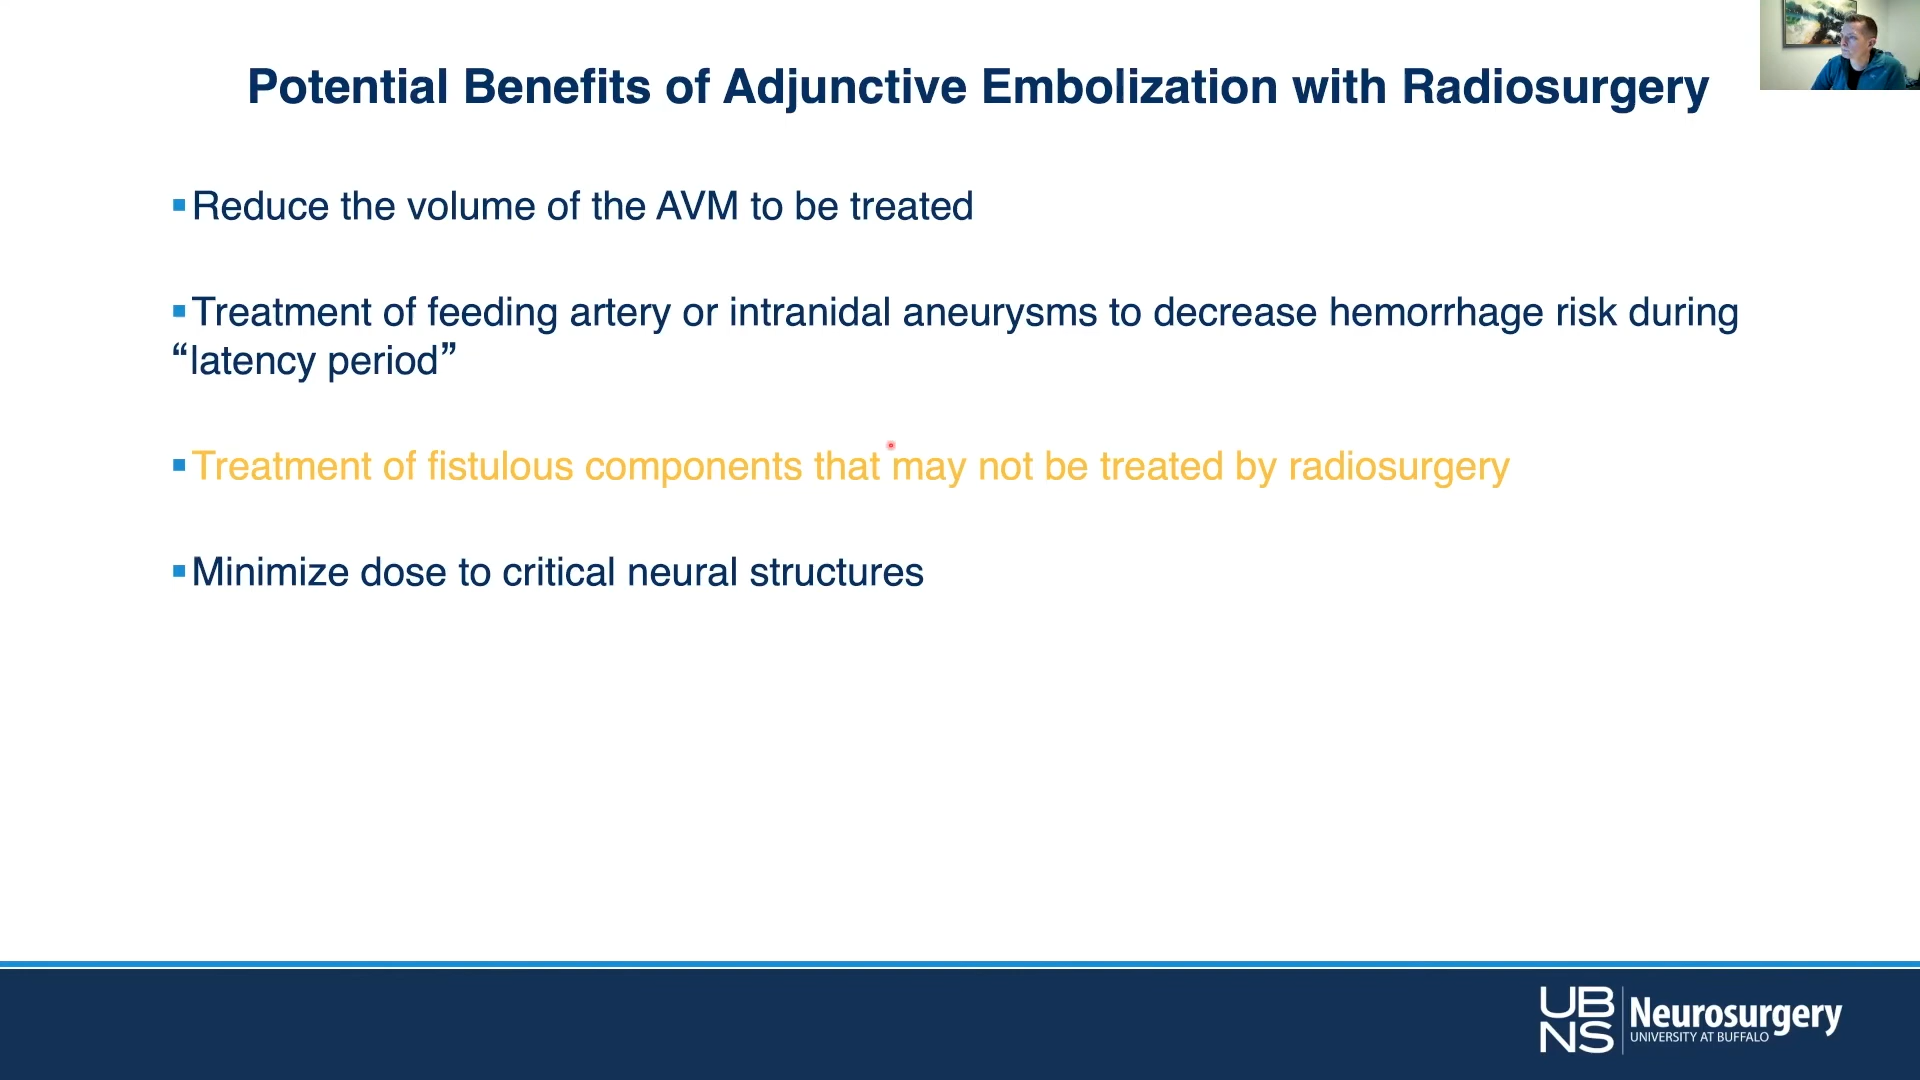 Potential Benefits of Adjunctive Embolization with Radiosurgery
▪Reduce the volume of the AVM to be treated
▪Treatment of feeding artery or intranidal aneurysms to decrease hemorrhage risk during
“latency period”
▪Treatment of fistulous components that may not be treated by radiosurgery
▪Minimize dose to critical neural structures
UB
NS
Neurosurgery
UNIVERSITY AT BUFFALO